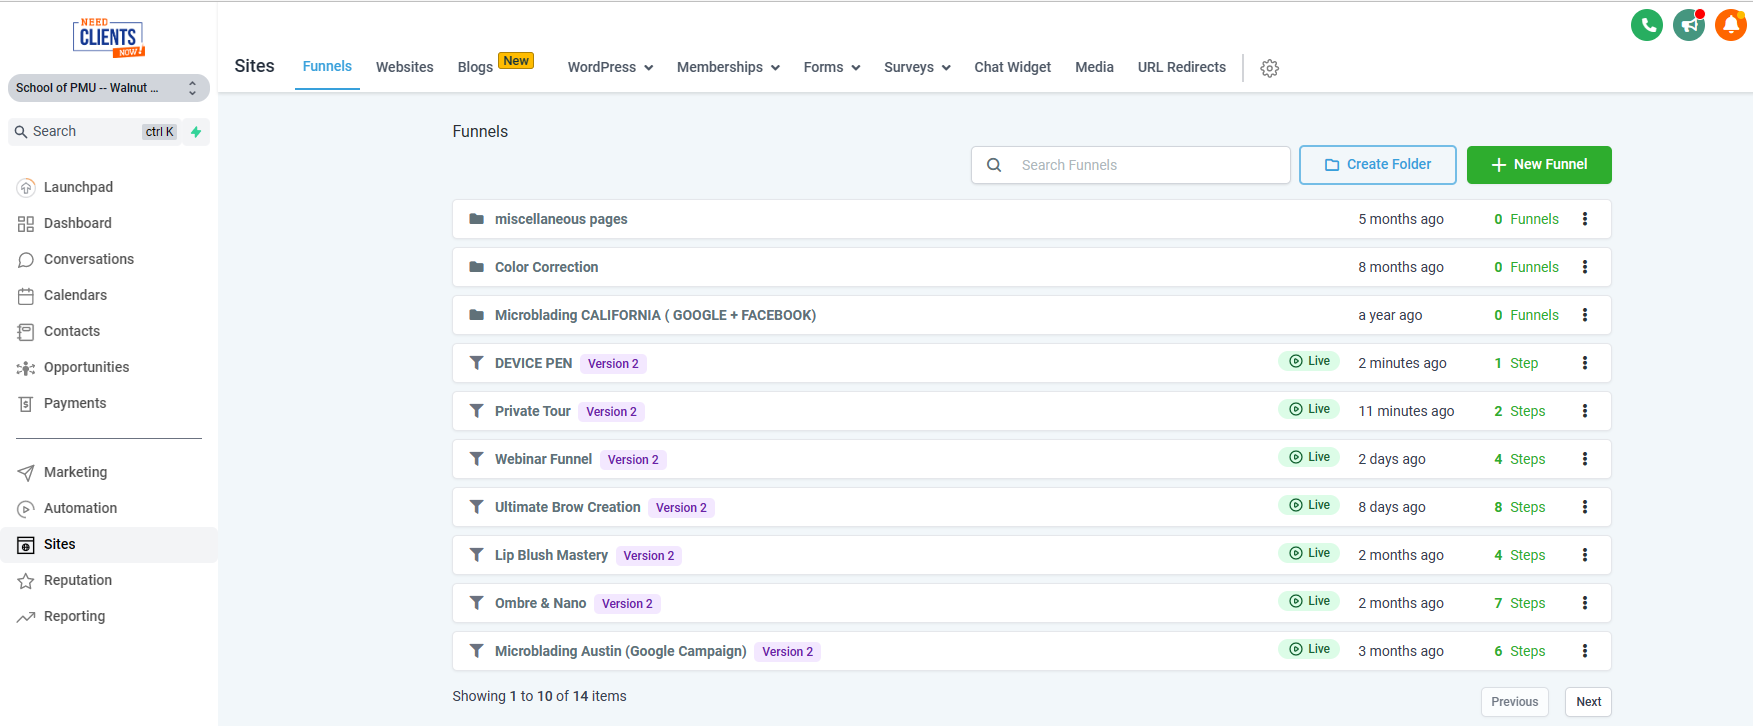 NEED
CLIENTS
NOW!
School of PMU -- Walnut ...
Search ctrl K
Launchpad
Dashboard
Conversations
Calendars
Contacts
Opportunities
Payments
Marketing
Automation
Sites
Reputation
Reporting
Sites Funnels Websites Blogs New WordPress Memberships Forms Surveys Chat Widget Media URL Redirects
Funnels
Search Funnels Create Folder + New Funnel
miscellaneous pages 5 months ago 0 Funnels
Color Correction 8 months ago 0 Funnels
Microblading CALIFORNIA ( GOOGLE + FACEBOOK) a year ago 0 Funnels
DEVICE PEN Version 2 Live 2 minutes ago 1 Step
Private Tour Version 2 Live 11 minutes ago 2 Steps
Webinar Funnel Version 2 Live 2 days ago 4 Steps
Ultimate Brow Creation Version 2 Live 8 days ago 8 Steps
Lip Blush Mastery Version 2 Live 2 months ago 4 Steps
Ombre & Nano Version 2 Live 2 months ago 7 Steps
Microblading Austin (Google Campaign) Version 2 Live 3 months ago 6 Steps
Showing 1 to 10 of 14 items Previous Next